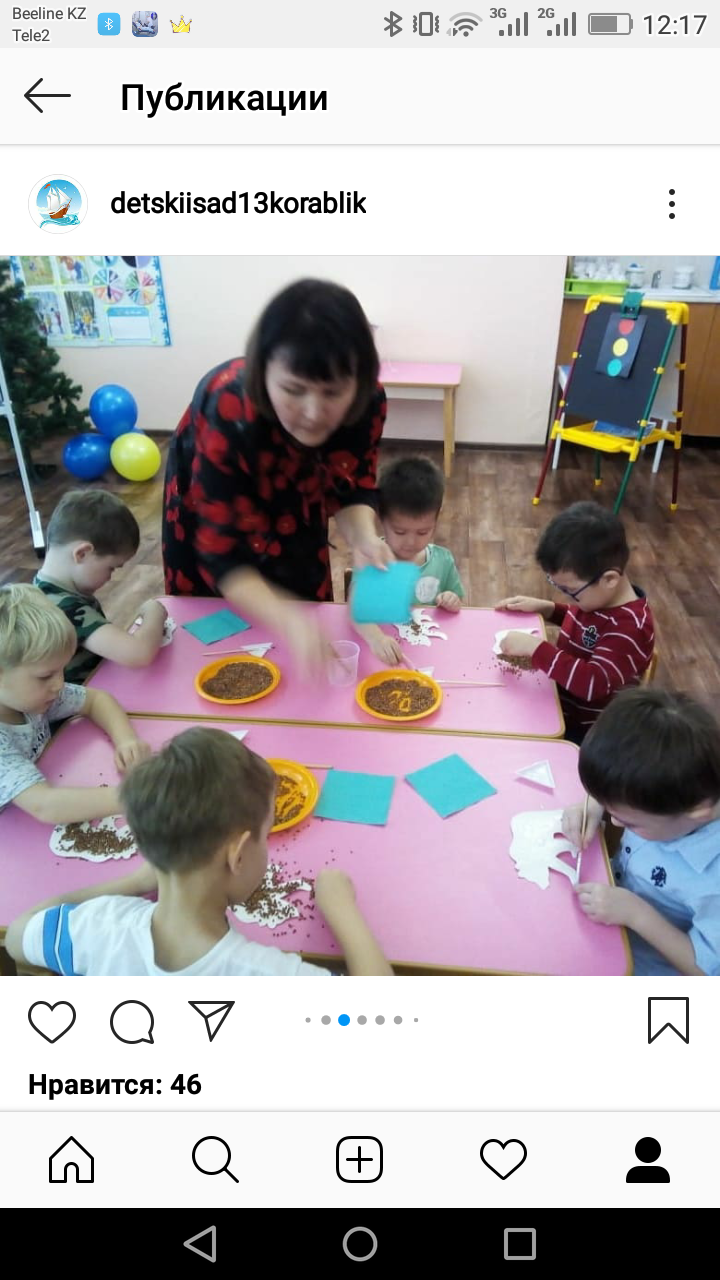 Beeline KZ
Tele2
3G
2G
12:17
Публикации
detskiisad13korablik
Нравится: 46